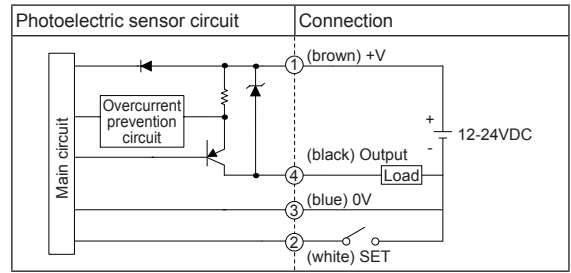 Photoelectric sensor circuit
Connection
Main circuit
Overcurrent
prevention
circuit
1
(brown) +V
+
12-24VDC
-
(black) Output
4
Load
(blue) 0V
3
2
(white) SET